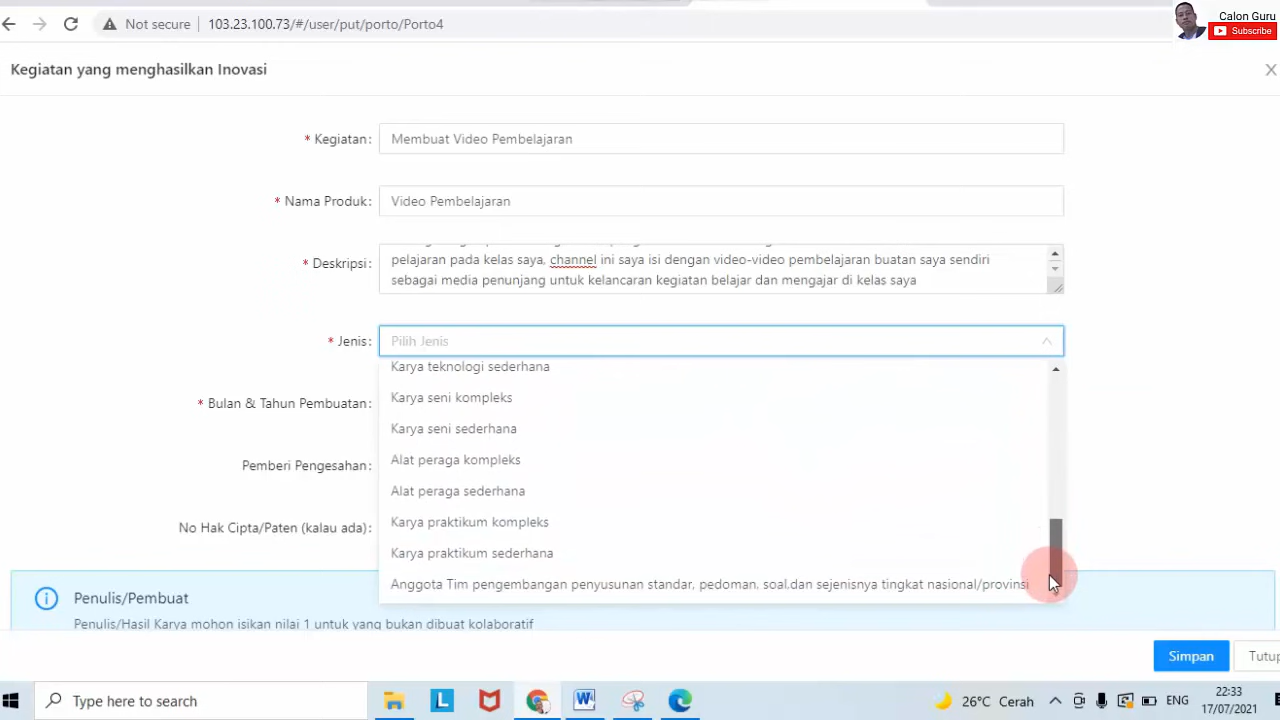 Not secure
103.23.100.73/#/user/put/porto/Porto4
Calon Guru
Subscribe
Kegiatan yang menghasilkan Inovasi
* Kegiatan:
Membuat Video Pembelajaran
* Nama Produk:
Video Pembelajaran
* Deskripsi:
pelajaran pada kelas saya, channel ini saya isi dengan video-video pembelajaran buatan saya sendiri
sebagai media penunjang untuk kelancaran kegiatan belajar dan mengajar di kelas saya
* Jenis:
Pilih Jenis
Karya teknologi sederhana
Karya seni kompleks
* Bulan & Tahun Pembuatan:
Karya seni sederhana
Alat peraga kompleks
Pemberi Pengesahan:
Alat peraga sederhana
Karya praktikum kompleks
No Hak Cipta/Paten (kalau ada):
Karya praktikum sederhana
Anggota Tim pengembangan penyusunan standar, pedoman, soal,dan sejenisnya tingkat nasional/provinsi
Penulis/Pembuat
Penulis/Hasil Karya mohon isikan nilai 1 untuk yang bukan dibuat kolaboratif
Simpan
Tutup
Type here to search
26°C Cerah
ENG
22:33
17/07/2021